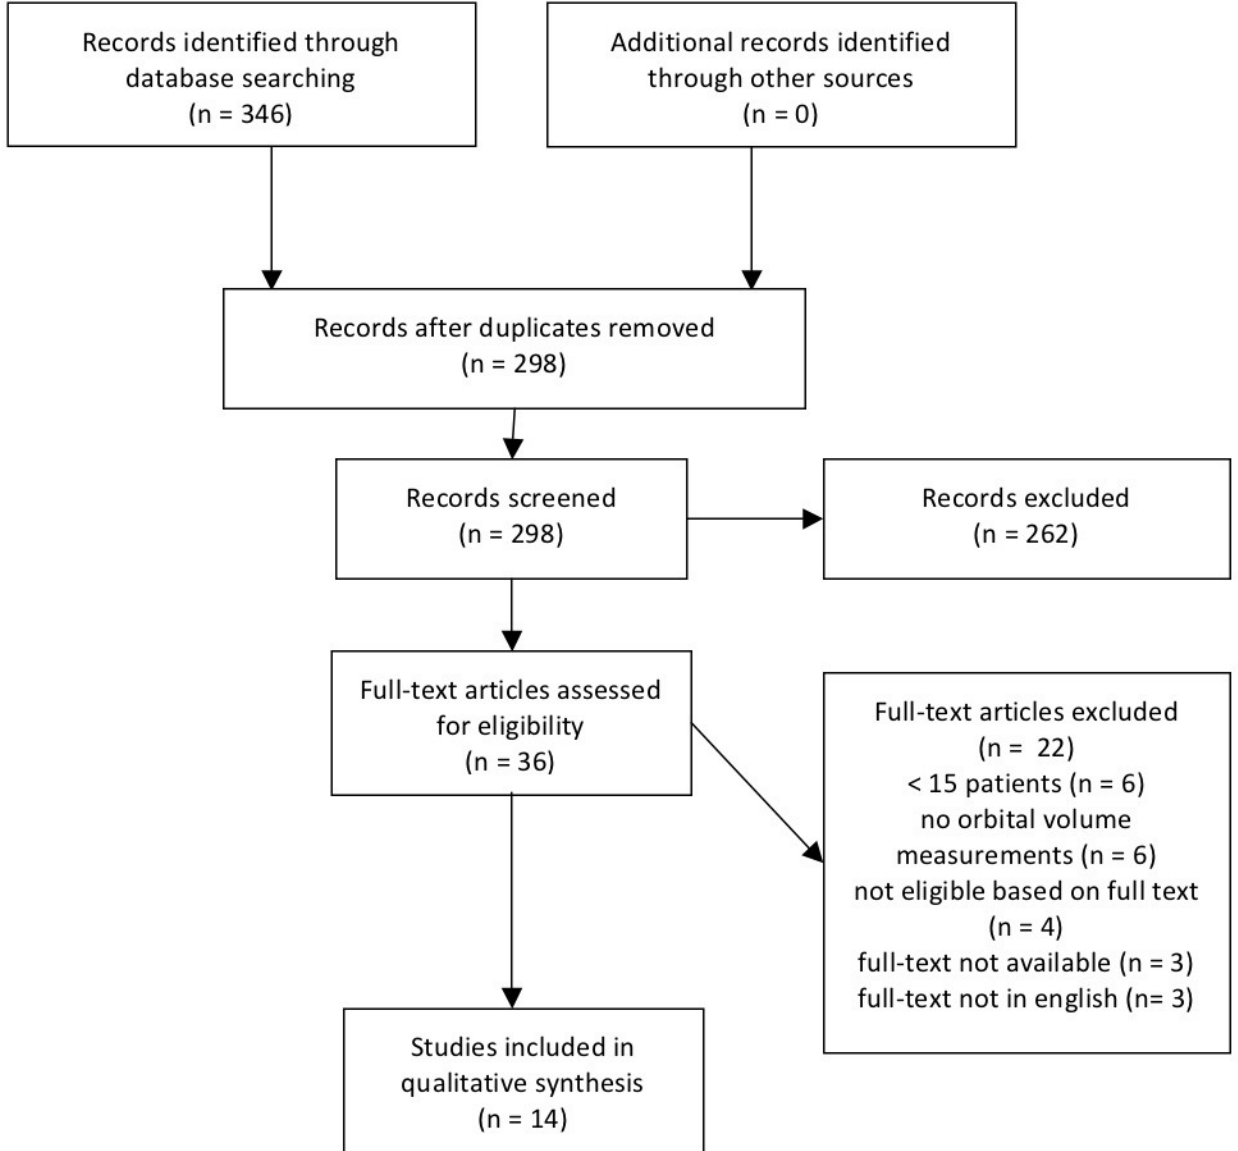 Records identified through
database searching
(n = 346)
Additional records identified
through other sources
(n = 0)
Records after duplicates removed
(n = 298)
Records screened
(n = 298)
Records excluded
(n = 262)
Full-text articles assessed
for eligibility
(n = 36)
Full-text articles excluded
(n =  22)
< 15 patients (n = 6)
no orbital volume
measurements (n = 6)
not eligible based on full text
(n = 4)
full-text not available (n = 3)
full-text not in english (n= 3)
Studies included in
qualitative synthesis
(n = 14)